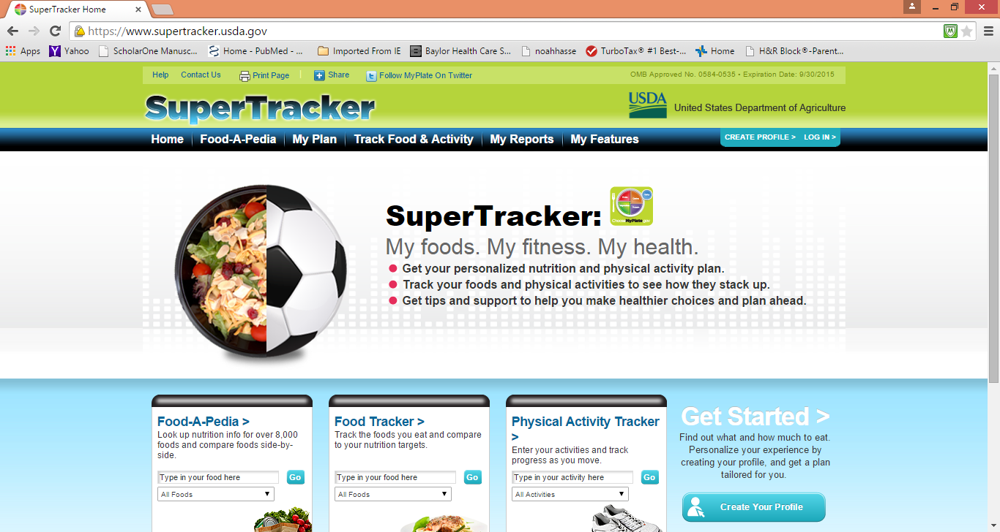 SuperTracker Home
https://www.supertracker.usda.gov
Apps Yahoo ScholarOne Manusc... Home - PubMed - ... Imported From IE Baylor Health Care S... noahhasse TurboTax® #1 Best-... Home H&R Block®-Parent...
Help Contact Us Print Page Share Follow MyPlate On Twitter OMB Approved No. 0584-0535 • Expiration Date: 9/30/2015
SuperTracker USDA United States Department of Agriculture
Home Food-A-Pedia My Plan Track Food & Activity My Reports My Features CREATE PROFILE > LOG IN >
SuperTracker:
ChooseMyPlate.gov
My foods. My fitness. My health.
Get your personalized nutrition and physical activity plan.
Track your foods and physical activities to see how they stack up.
Get tips and support to help you make healthier choices and plan ahead.
Food-A-Pedia >
Look up nutrition info for over 8,000
foods and compare foods side-by-
side.
Type in your food here Go
All Foods
Food Tracker >
Track the foods you eat and compare
to your nutrition targets.
Type in your food here Go
All Foods
Physical Activity Tracker
>
Enter your activities and track
progress as you move.
Type in your activity here Go
All Activities
Get Started >
Find out what and how much to eat.
Personalize your experience by
creating your profile, and get a plan
tailored for you.
Create Your Profile